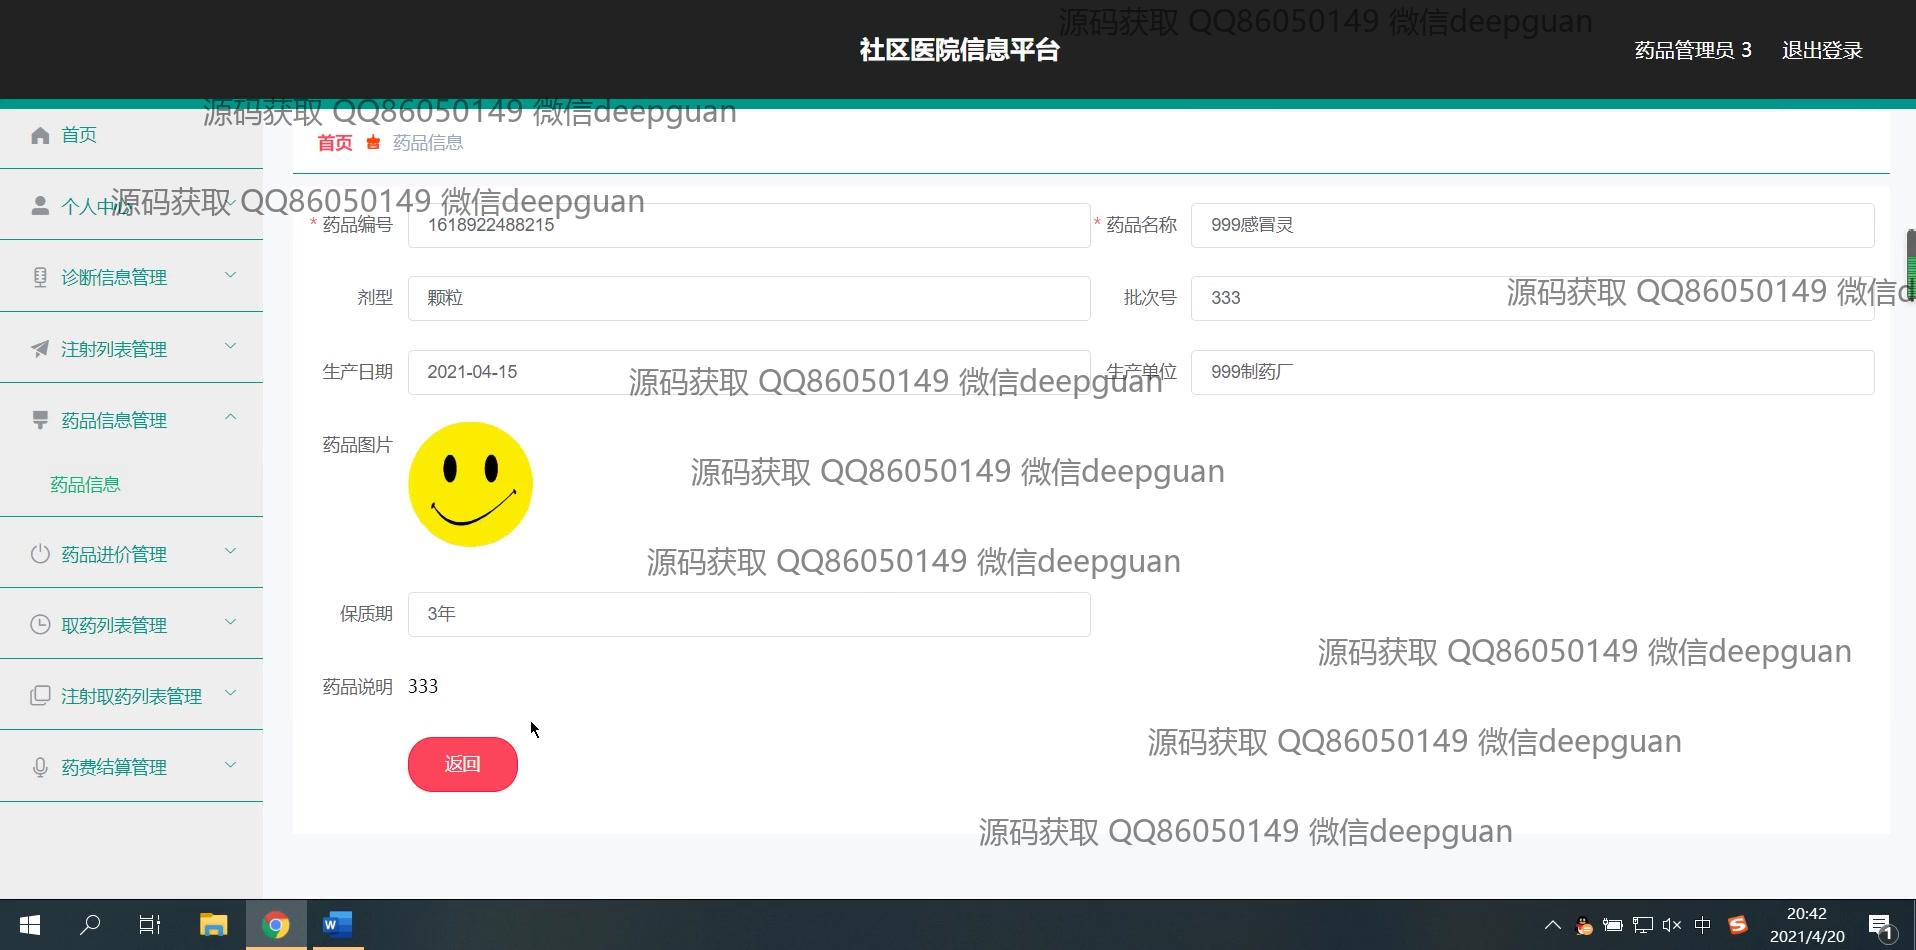 源码获取 QQ86050149 微信deepguan
社区医院信息平台
药品管理员 3 退出登录
源码获取 QQ86050149 微信deepguan
首页
首页 药品信息
源码获取 QQ86050149 微信deepguan
个人中心
* 药品编号 1618922488215
* 药品名称 999感冒灵
诊断信息管理
剂型 颗粒
批次号 333
源码获取 QQ86050149 微信d
注射列表管理
生产日期 2021-04-15
生产单位 999制药厂
源码获取 QQ86050149 微信deepguan
药品信息管理
药品图片
源码获取 QQ86050149 微信deepguan
药品信息
药品进价管理
源码获取 QQ86050149 微信deepguan
取药列表管理
保质期 3年
源码获取 QQ86050149 微信deepguan
注射取药列表管理
药品说明 333
源码获取 QQ86050149 微信deepguan
药费结算管理
返回
源码获取 QQ86050149 微信deepguan
W
中
S
20:42
2021/4/20
1